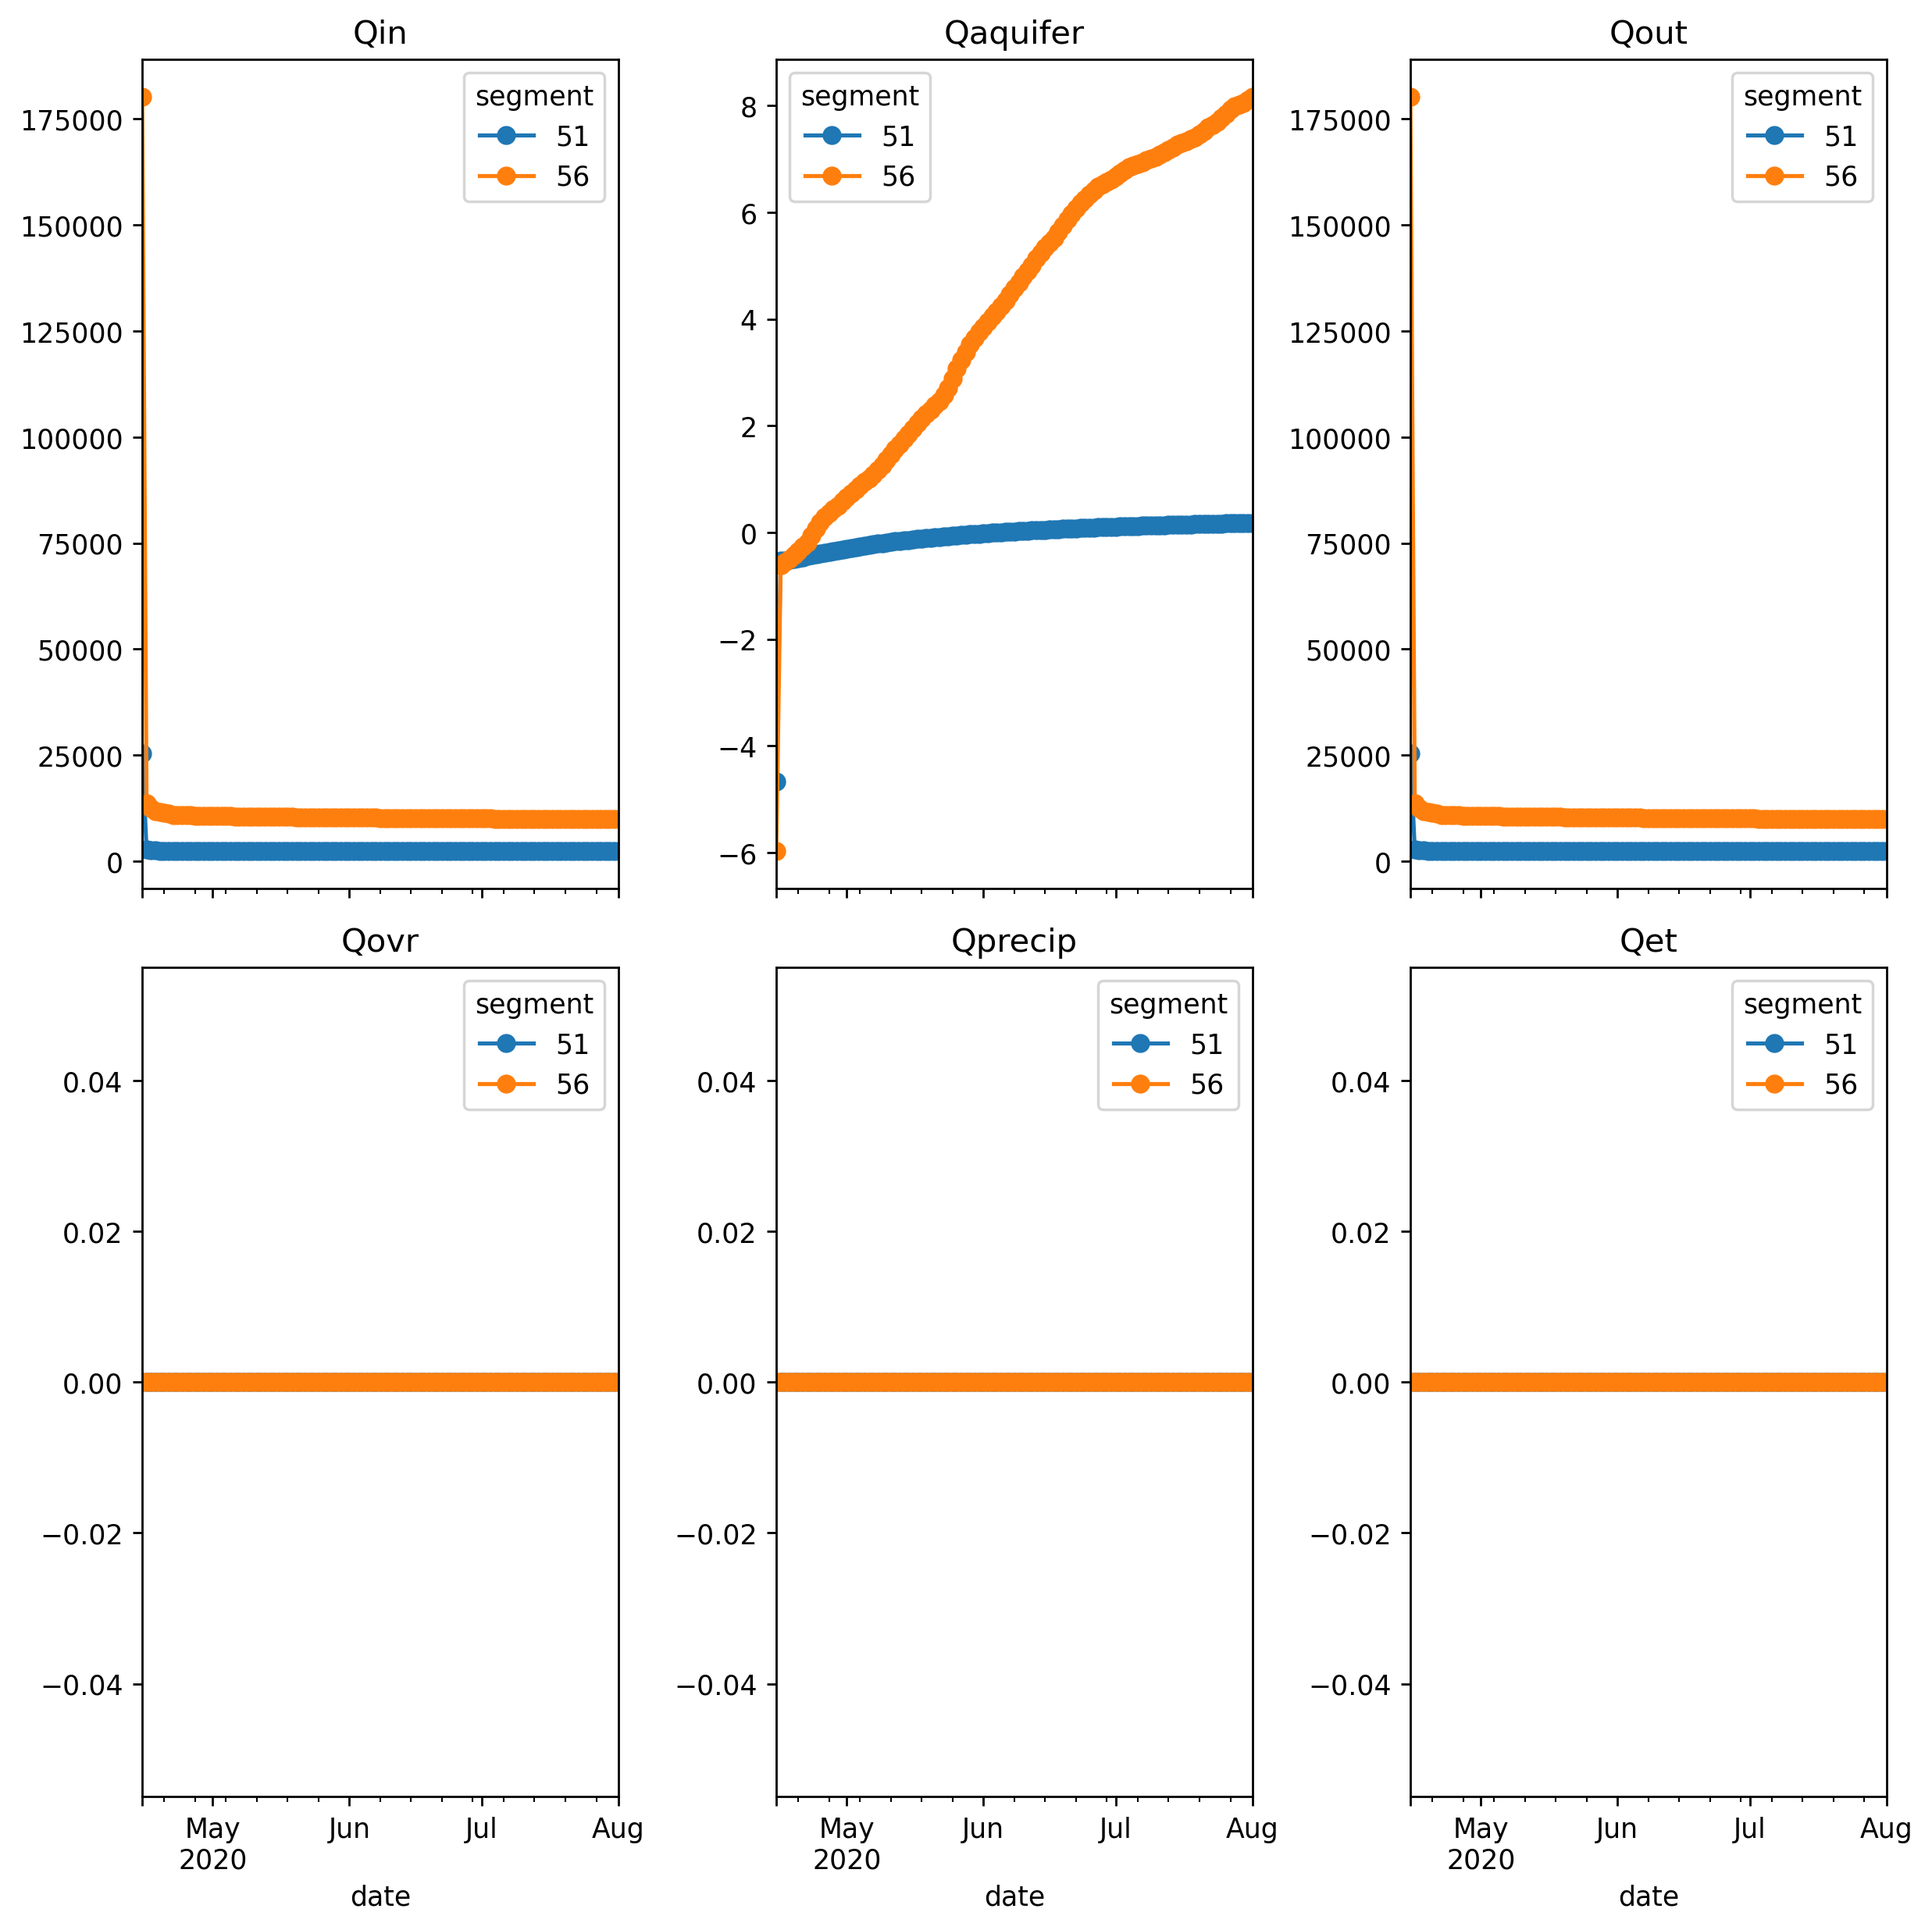 Qin
segment
51
56
175000
150000
125000
100000
75000
50000
25000
0
Qaquifer
segment
51
56
8
6
4
2
0
−2
−4
−6
Qout
segment
51
56
175000
150000
125000
100000
75000
50000
25000
0
Qovr
segment
51
56
0.04
0.02
0.00
−0.02
−0.04
May
2020
Jun
Jul
Aug
date
Qprecip
segment
51
56
0.04
0.02
0.00
−0.02
−0.04
May
2020
Jun
Jul
Aug
date
Qet
segment
51
56
0.04
0.02
0.00
−0.02
−0.04
May
2020
Jun
Jul
Aug
date